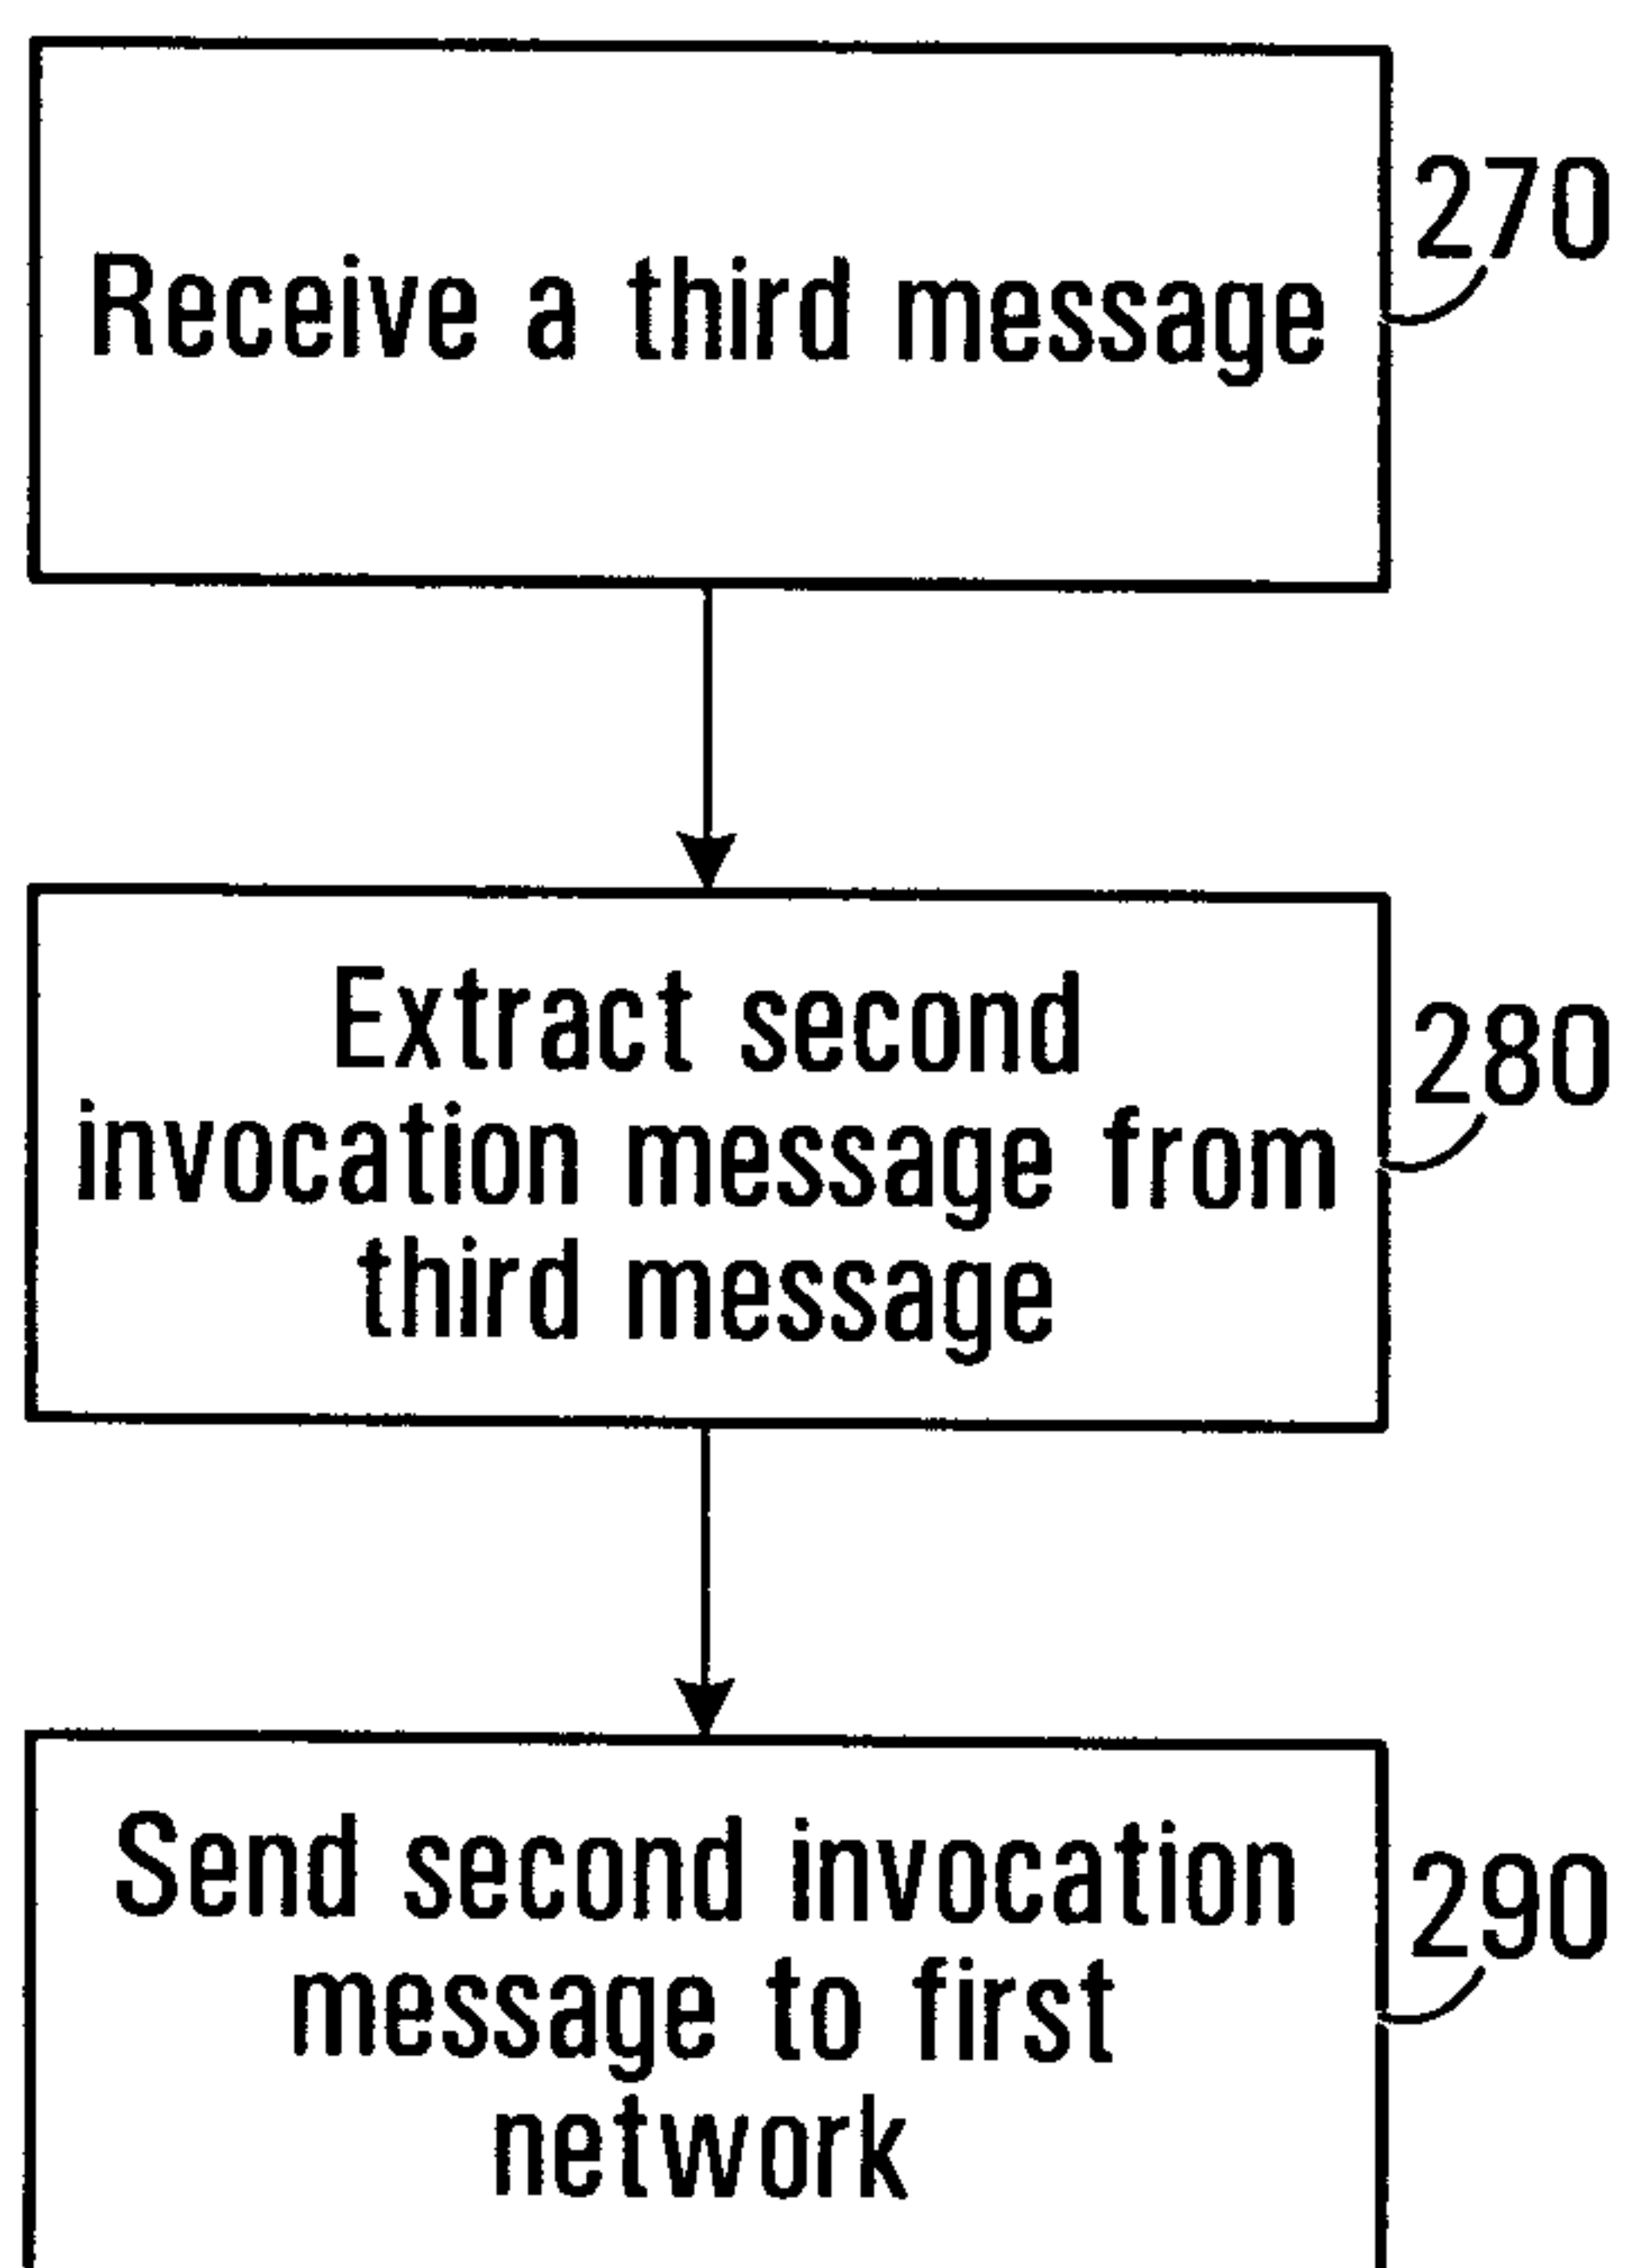 Receive a third message
270
Extract second
invocation message from
third message
280
Send second invocation
message to first
network
290